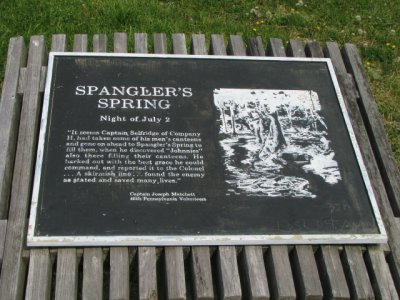 SPANGLER'S
SPRING
Night of July 2
"It seems Captain Selfridge of Company
H, had taken some of his men's canteens
and gone on ahead to Spangler's Spring to
fill them, when he discovered "Johnnies"
also there filling their canteens. He
backed out with the best grace he could
command, and reported it to the Colonel
. . . A skirmish line . . . found the enemy
as stated and saved many lives."
Captain Joseph Matchett
46th Pennsylvania Volunteers